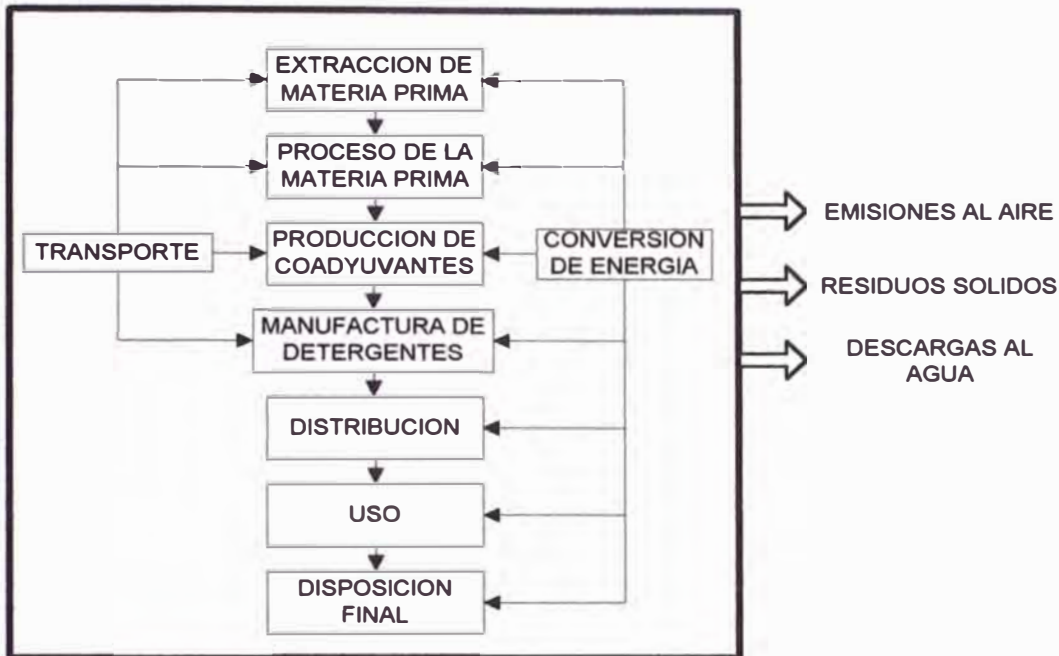 EXTRACCION DE
MATERIA PRIMA
PROCESO DE LA
MATERIA PRIMA
TRANSPORTE
PRODUCCION DE
COADYUVANTES
CONVERSION
DE ENERGIA
MANUFACTURA DE
DETERGENTES
DISTRIBUCION
USO
DISPOSICION
FINAL
EMISIONES AL AIRE
RESIDUOS SOLIDOS
DESCARGAS AL
AGUA